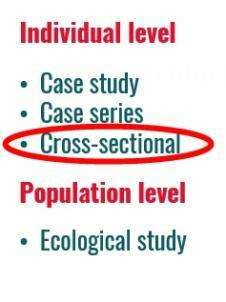 Individual level
• Case study
• Case series
• Cross-sectional
Population level
• Ecological study